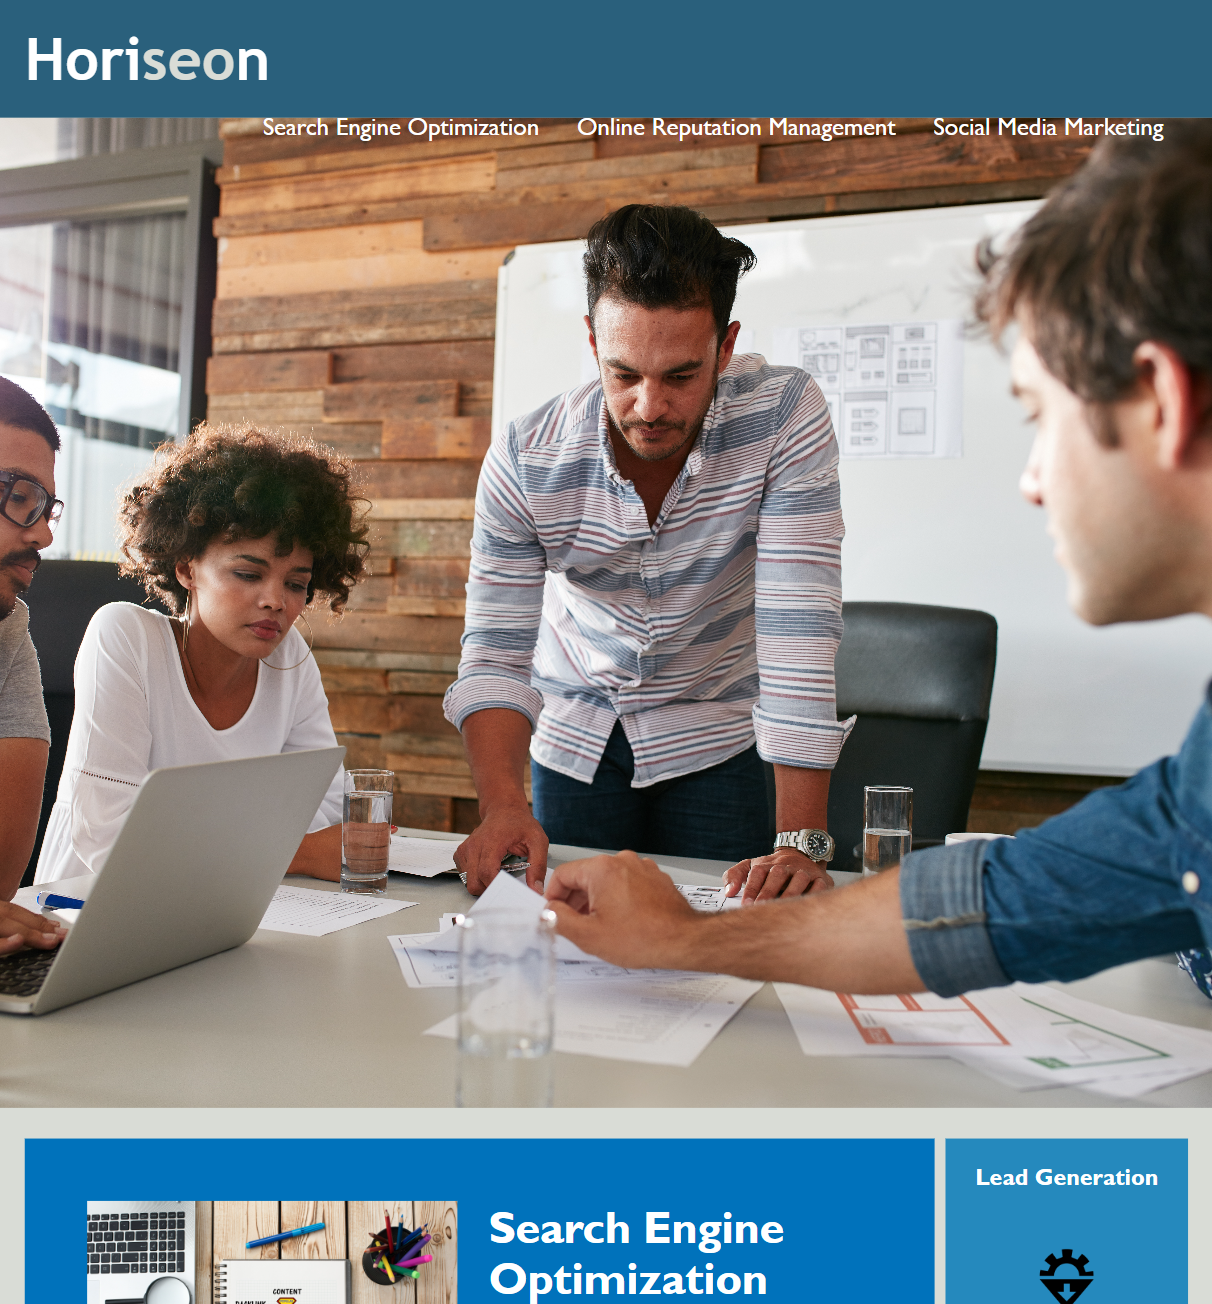 Horiseon
Search Engine Optimization Online Reputation Management Social Media Marketing
Lead Generation
Search Engine
Optimization
CONTENT